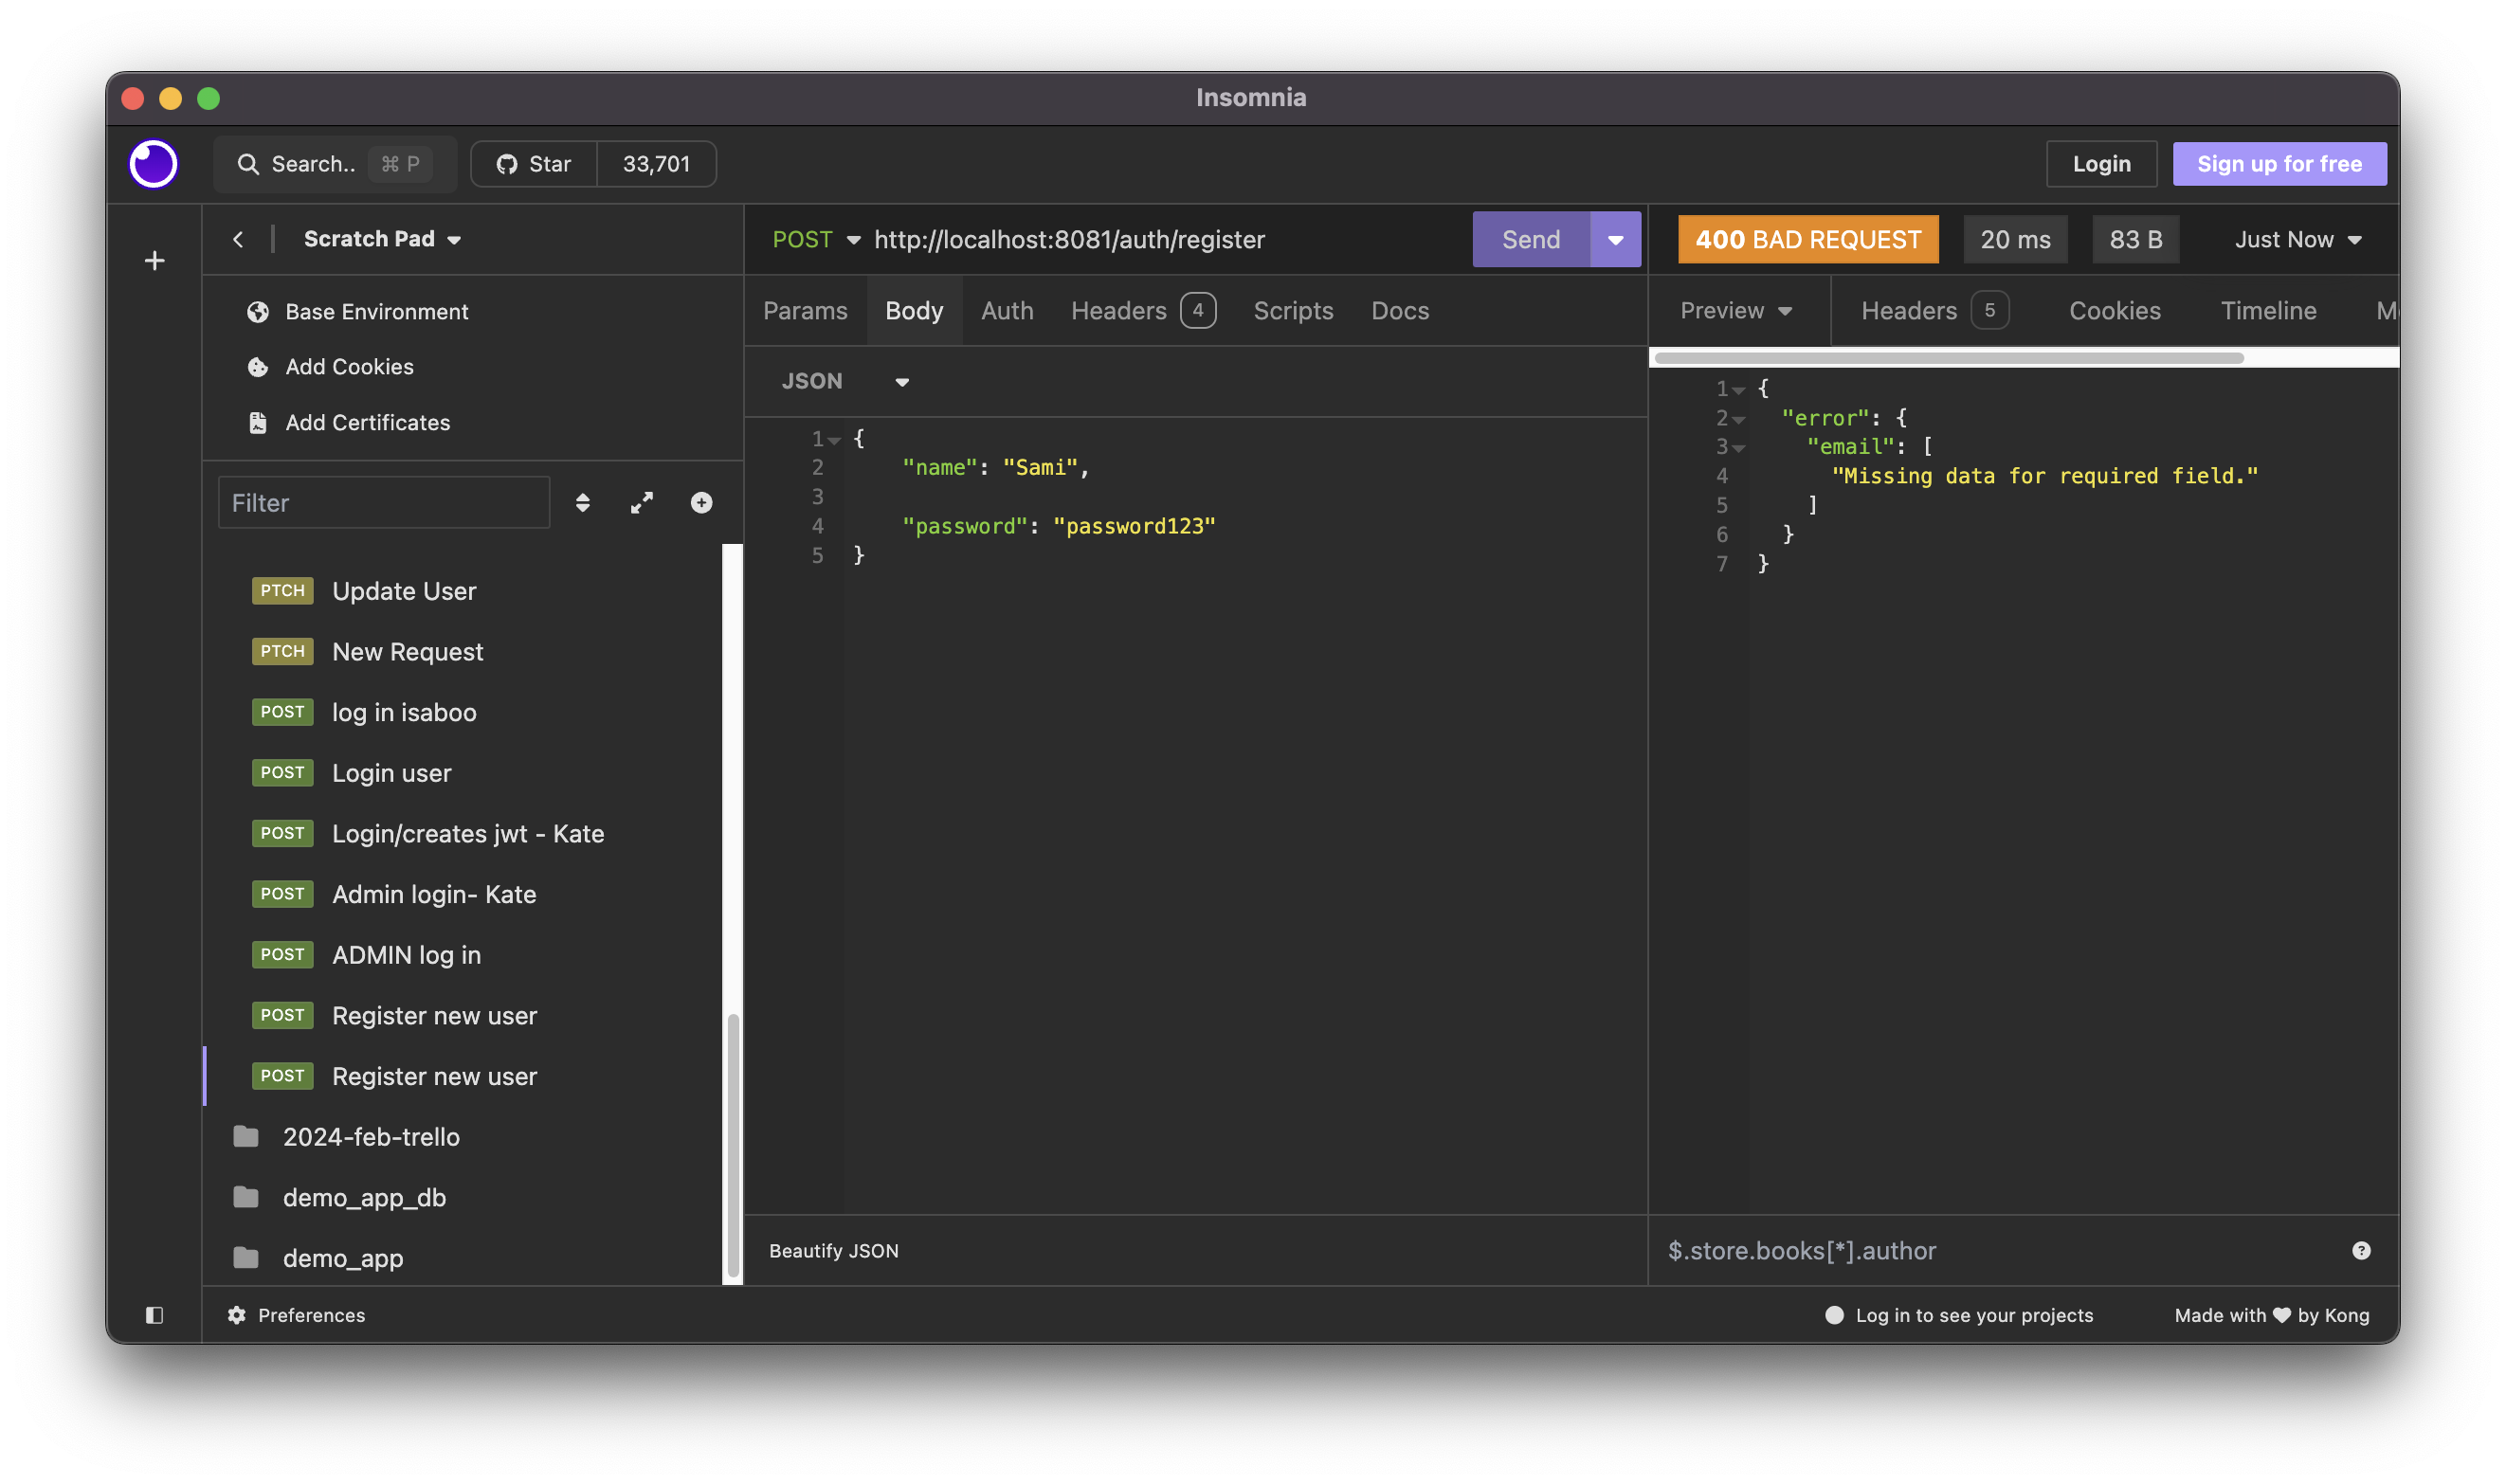 Insomnia
Search.. ⌘ P Star 33,701 Login Sign up for free
Scratch Pad
Base Environment
Add Cookies
Add Certificates
Filter
PTCH Update User
PTCH New Request
POST log in isaboo
POST Login user
POST Login/creates jwt - Kate
POST Admin login- Kate
POST ADMIN log in
POST Register new user
POST Register new user
2024-feb-trello
demo_app_db
demo_app
POST http://localhost:8081/auth/register Send
Params Body Auth Headers 4 Scripts Docs
JSON
1 {
2 "name": "Sami",
3
4 "password": "password123"
5 }
Beautify JSON
400 BAD REQUEST 20 ms 83 B Just Now
Preview Headers 5 Cookies Timeline
1 {
2 "error": {
3 "email": [
4 "Missing data for required field."
5 ]
6 }
7 }
$.store.books[*].author
Preferences Log in to see your projects Made with ♥ by Kong